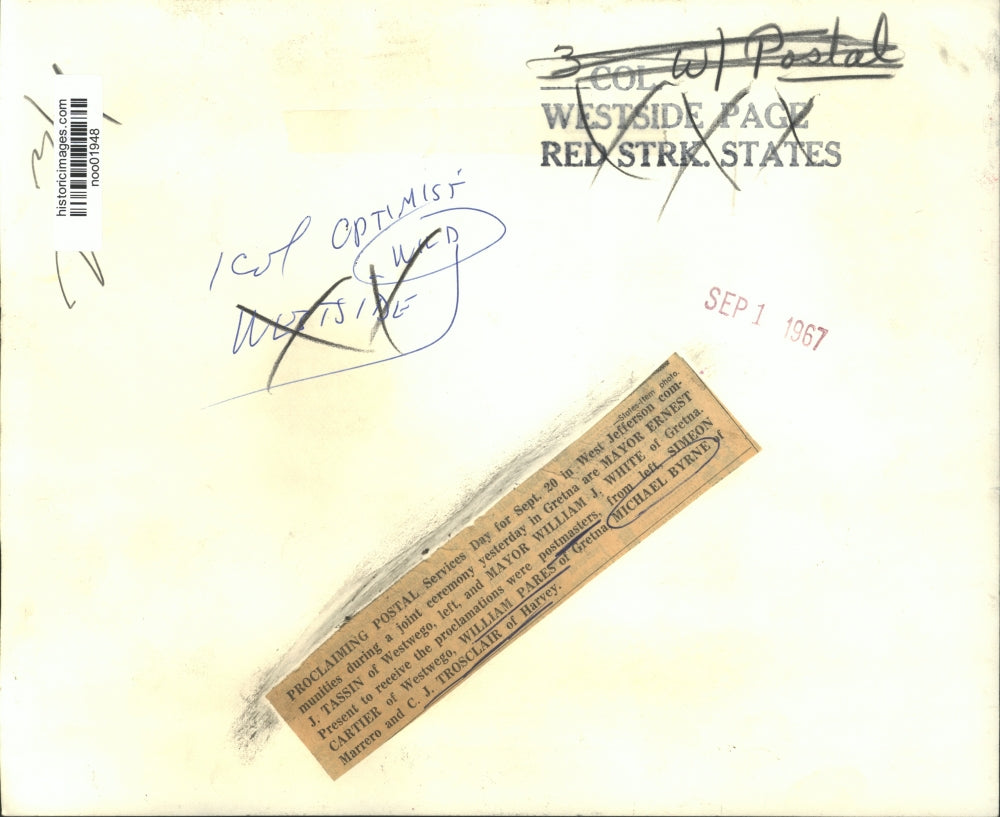 3 COL. W/ Postal
WESTSIDE PAGE
RED STRK. STATES
historicimages.com
noo01948
1 Col OPTIMIST
WED
WESTSIDE
SEP 1 1967
—States-Item photo.
PROCLAIMING POSTAL Services Day for Sept. 20 in West Jefferson com-
munities during a joint ceremony yesterday in Gretna are MAYOR ERNEST
J. TASSIN of Westwego, left, and MAYOR WILLIAM J. WHITE of Gretna.
Present to receive the proclamations were postmasters, from left, SIMEON
CARTIER of Westwego, WILLIAM PARES of Gretna, MICHAEL BYRNE of
Marrero and C. J. TROSCLAIR of Harvey.